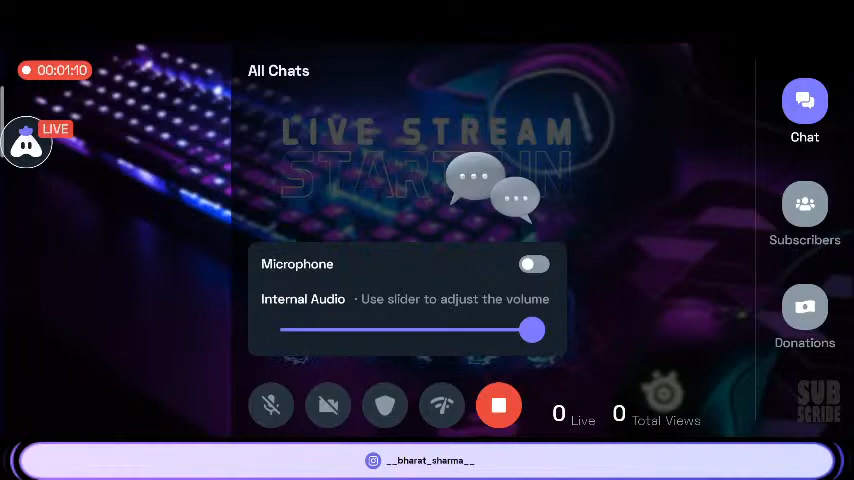 00:01:10
All Chats
LIVE
Chat
LIVE STREAM
Subscribers
Microphone
Internal Audio · Use slider to adjust the volume
Donations
0 Live 0 Total Views
SUB
SCRIBE
__bharat_sharma__